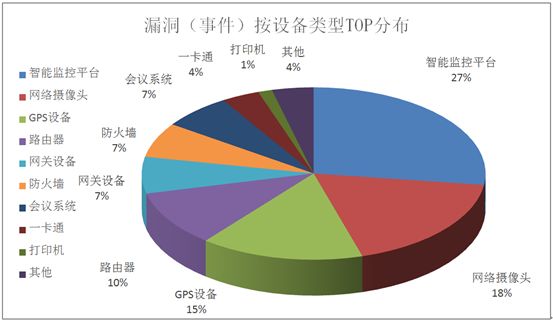 漏洞（事件）按设备类型TOP分布
智能监控平台
网络摄像头
GPS设备
路由器
网关设备
防火墙
会议系统
一卡通
打印机
其他
智能监控平台
27%
网络摄像头
18%
GPS设备
15%
路由器
10%
网关设备
7%
防火墙
7%
会议系统
7%
一卡通
4%
打印机
1%
其他
4%